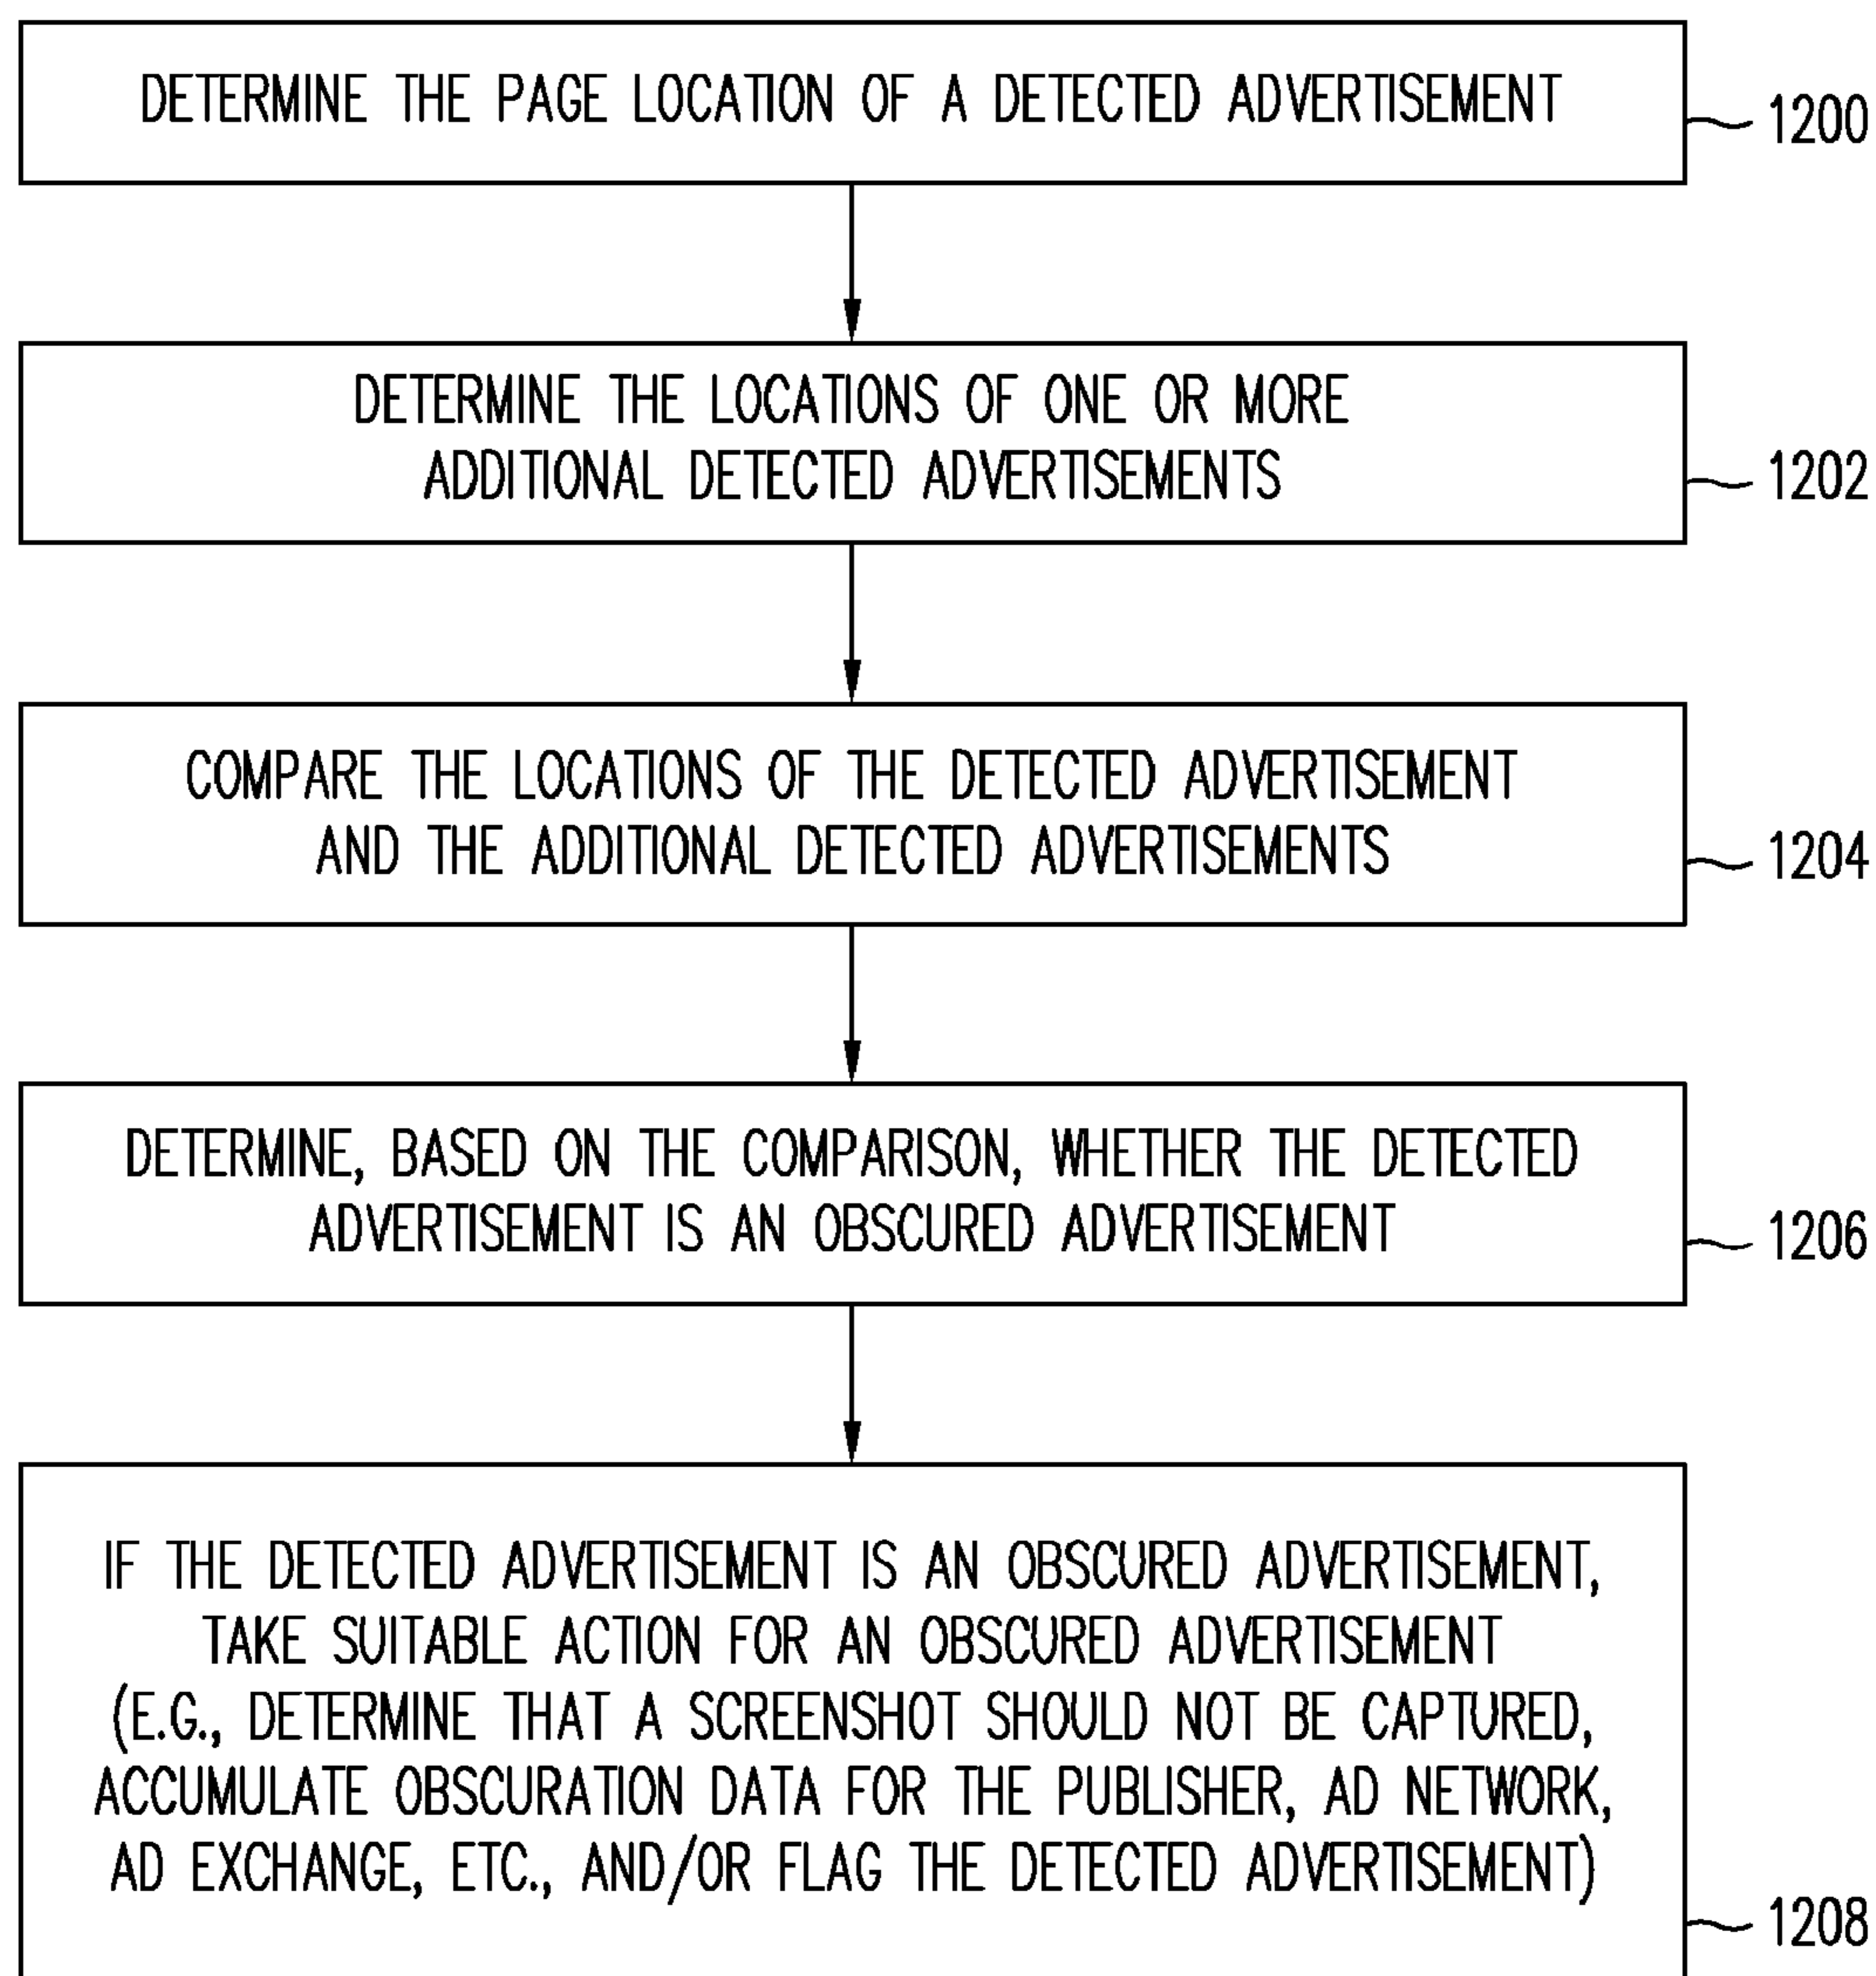 DETERMINE THE PAGE LOCATION OF A DETECTED ADVERTISEMENT
1200
DETERMINE THE LOCATIONS OF ONE OR MORE
ADDITIONAL DETECTED ADVERTISEMENTS
1202
COMPARE THE LOCATIONS OF THE DETECTED ADVERTISEMENT
AND THE ADDITIONAL DETECTED ADVERTISEMENTS
1204
DETERMINE, BASED ON THE COMPARISON, WHETHER THE DETECTED
ADVERTISEMENT IS AN OBSCURED ADVERTISEMENT
1206
IF THE DETECTED ADVERTISEMENT IS AN OBSCURED ADVERTISEMENT,
TAKE SUITABLE ACTION FOR AN OBSCURED ADVERTISEMENT
(E.G., DETERMINE THAT A SCREENSHOT SHOULD NOT BE CAPTURED,
ACCUMULATE OBSCURATION DATA FOR THE PUBLISHER, AD NETWORK,
AD EXCHANGE, ETC., AND/OR FLAG THE DETECTED ADVERTISEMENT)
1208